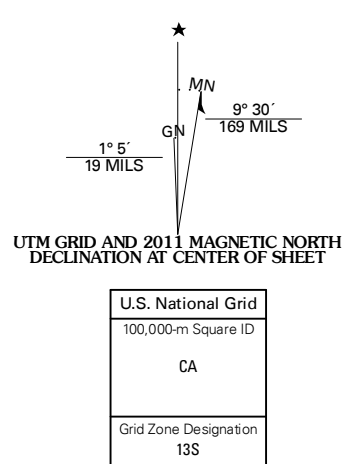 ★
MN
9° 30´
169 MILS
GN
1° 5´
19 MILS
UTM GRID AND 2011 MAGNETIC NORTH
DECLINATION AT CENTER OF SHEET
U.S. National Grid
100,000-m Square ID
CA
Grid Zone Designation
13S